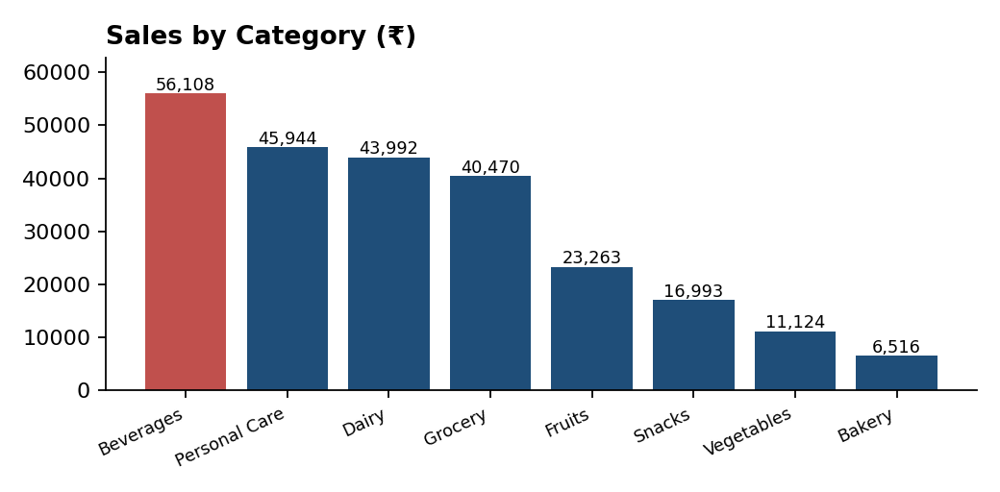 Sales by Category (₹)
60000
50000
40000
30000
20000
10000
0
56,108
45,944
43,992
40,470
23,263
16,993
11,124
6,516
Beverages
Personal Care
Dairy
Grocery
Fruits
Snacks
Vegetables
Bakery